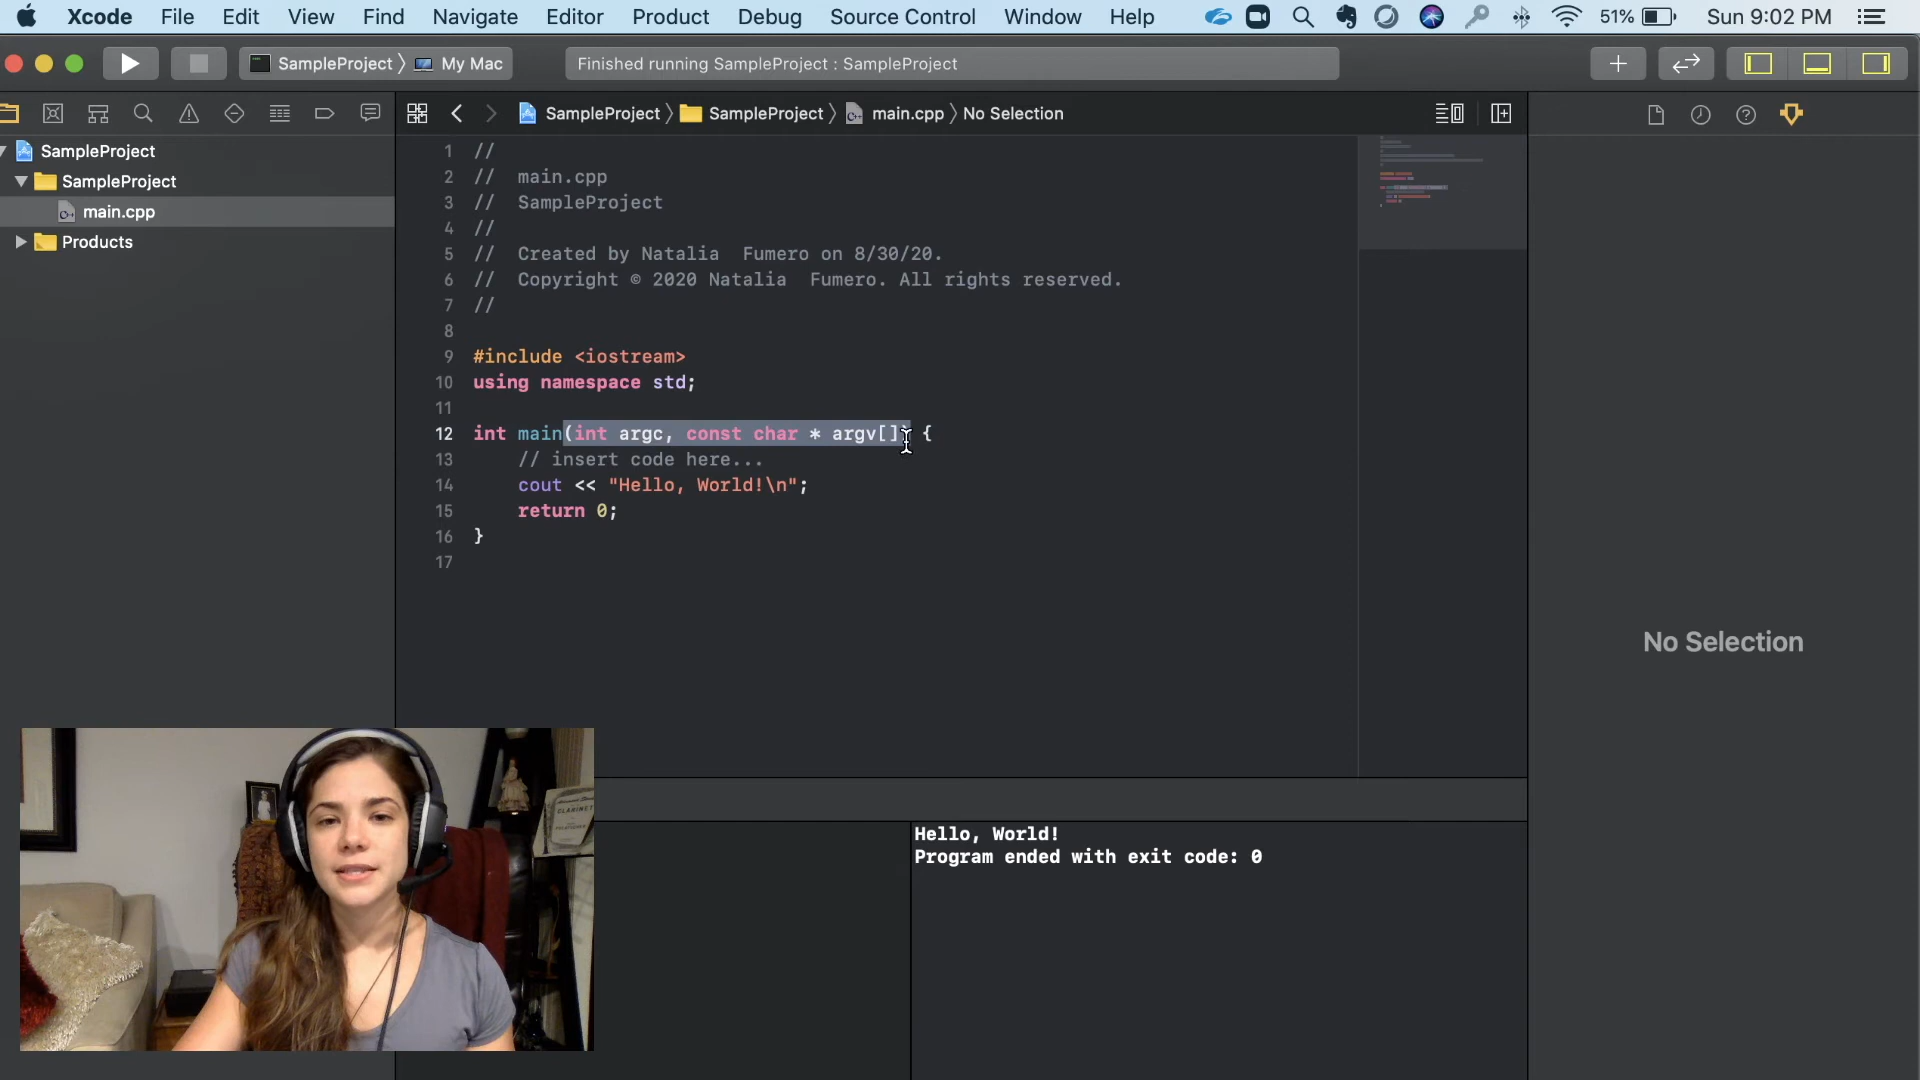 Xcode File Edit View Find Navigate Editor Product Debug Source Control Window Help 51% Sun 9:02 PM
SampleProject My Mac Finished running SampleProject : SampleProject
SampleProject SampleProject main.cpp No Selection
SampleProject
SampleProject
main.cpp
Products
1 //
2 // main.cpp
3 // SampleProject
4 //
5 // Created by Natalia Fumero on 8/30/20.
6 // Copyright © 2020 Natalia Fumero. All rights reserved.
7 //
8
9 #include <iostream>
10 using namespace std;
11
12 int main(int argc, const char * argv[]) {
13 // insert code here...
14 cout << "Hello, World!\n";
15 return 0;
16 }
17
No Selection
CLARINET
Hello, World!
Program ended with exit code: 0